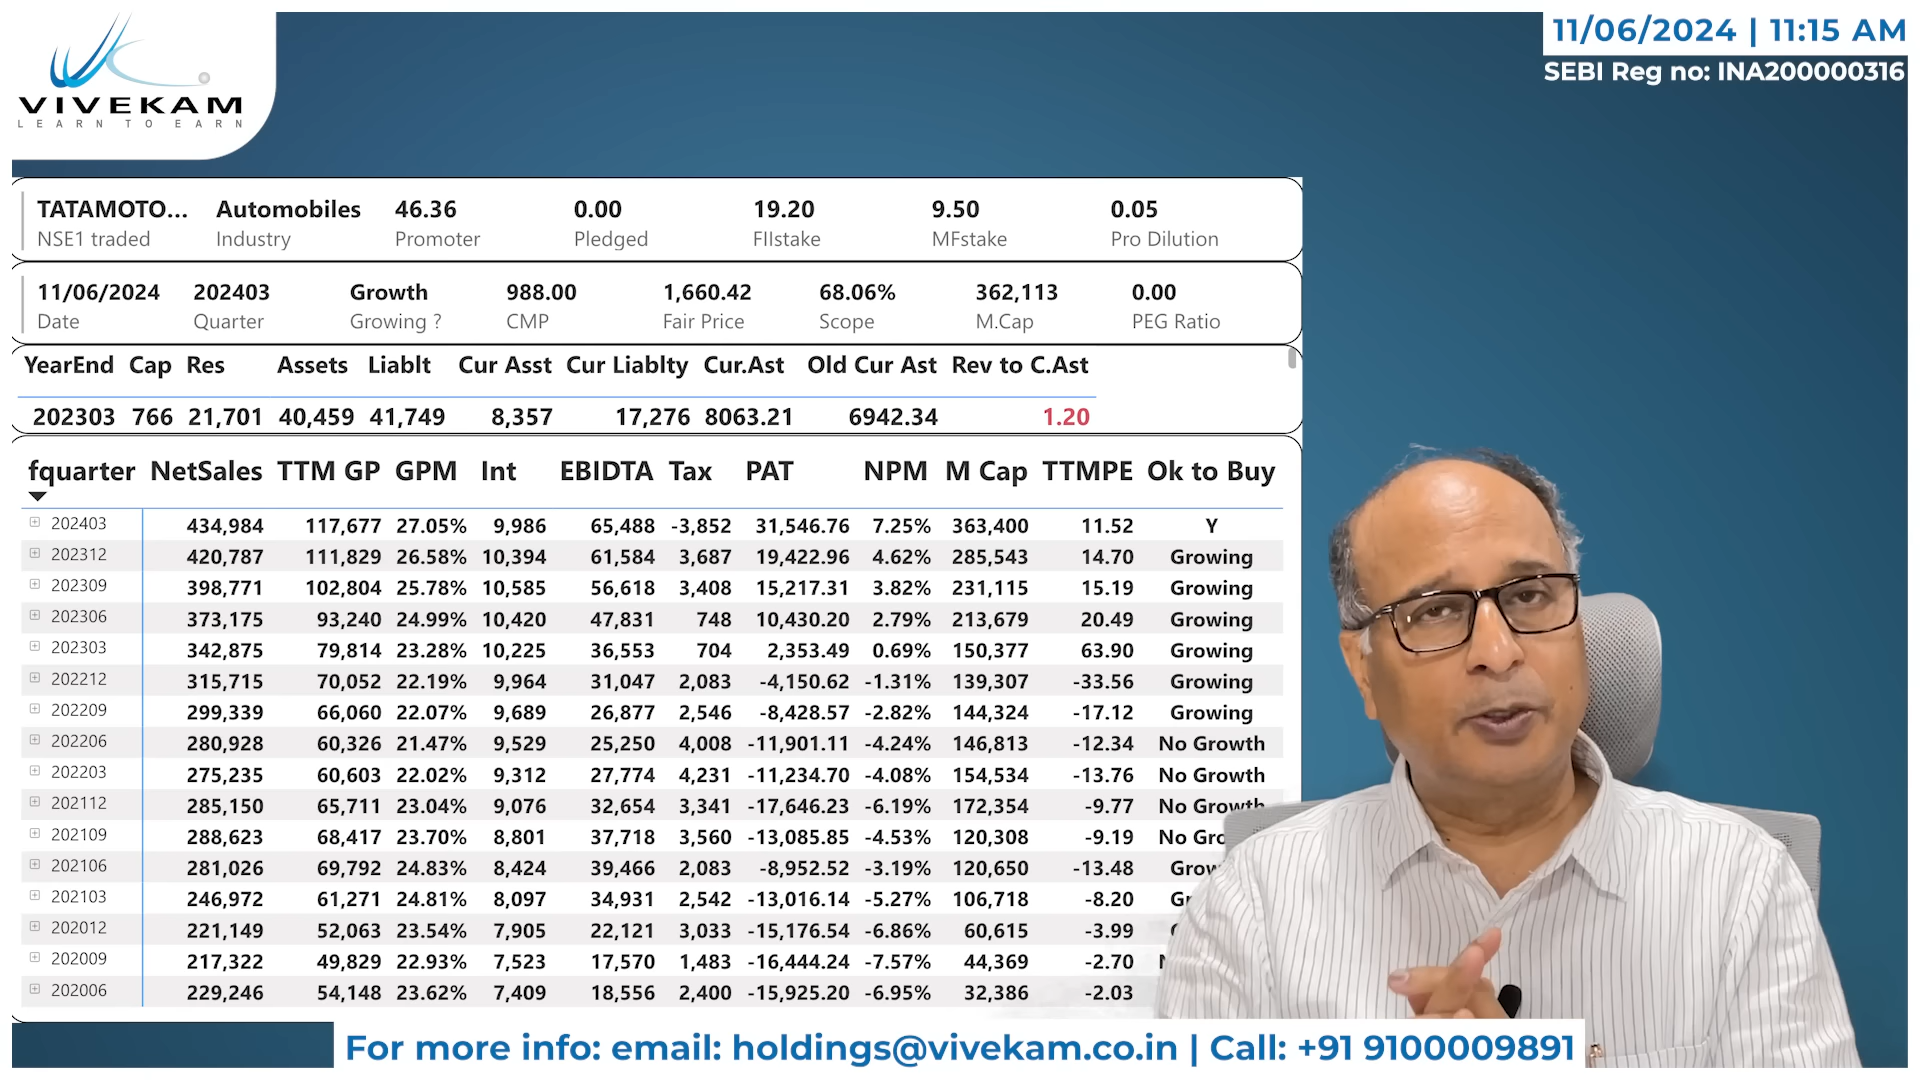 VIVEKAM
LEARN TO EARN
11/06/2024 | 11:15 AM
SEBI Reg no: INA200000316
TATAMOTO... Automobiles 46.36 0.00 19.20 9.50 0.05
NSE1 traded Industry Promoter Pledged FIIstake MFstake Pro Dilution
11/06/2024 202403 Growth 988.00 1,660.42 68.06% 362,113 0.00
Date Quarter Growing ? CMP Fair Price Scope M.Cap PEG Ratio
YearEnd Cap Res Assets Liablt Cur Asst Cur Liablty Cur.Ast Old Cur Ast Rev to C.Ast
202303 766 21,701 40,459 41,749 8,357 17,276 8063.21 6942.34 1.20
fquarter NetSales TTM GP GPM Int EBIDTA Tax PAT NPM M Cap TTMPE Ok to Buy
202403 434,984 117,677 27.05% 9,986 65,488 -3,852 31,546.76 7.25% 363,400 11.52 Y
202312 420,787 111,829 26.58% 10,394 61,584 3,687 19,422.96 4.62% 285,543 14.70 Growing
202309 398,771 102,804 25.78% 10,585 56,618 3,408 15,217.31 3.82% 231,115 15.19 Growing
202306 373,175 93,240 24.99% 10,420 47,831 748 10,430.20 2.79% 213,679 20.49 Growing
202303 342,875 79,814 23.28% 10,225 36,553 704 2,353.49 0.69% 150,377 63.90 Growing
202212 315,715 70,052 22.19% 9,964 31,047 2,083 -4,150.62 -1.31% 139,307 -33.56 Growing
202209 299,339 66,060 22.07% 9,689 26,877 2,546 -8,428.57 -2.82% 144,324 -17.12 Growing
202206 280,928 60,326 21.47% 9,529 25,250 4,008 -11,901.11 -4.24% 146,813 -12.34 No Growth
202203 275,235 60,603 22.02% 9,312 27,774 4,231 -11,234.70 -4.08% 154,534 -13.76 No Growth
202112 285,150 65,711 23.04% 9,076 32,654 3,341 -17,646.23 -6.19% 172,354 -9.77 No Growth
202109 288,623 68,417 23.70% 8,801 37,718 3,560 -13,085.85 -4.53% 120,308 -9.19 No
202106 281,026 69,792 24.83% 8,424 39,466 2,083 -8,952.52 -3.19% 120,650 -13.48
202103 246,972 61,271 24.81% 8,097 34,931 2,542 -13,016.14 -5.27% 106,718 -8.20
202012 221,149 52,063 23.54% 7,905 22,121 3,033 -15,176.54 -6.86% 60,615 -3.99
202009 217,322 49,829 22.93% 7,523 17,570 1,483 -16,444.24 -7.57% 44,369 -2.70
202006 229,246 54,148 23.62% 7,409 18,556 2,400 -15,925.20 -6.95% 32,386 -2.03
For more info: email: holdings@vivekam.co.in | Call: +91 9100009891